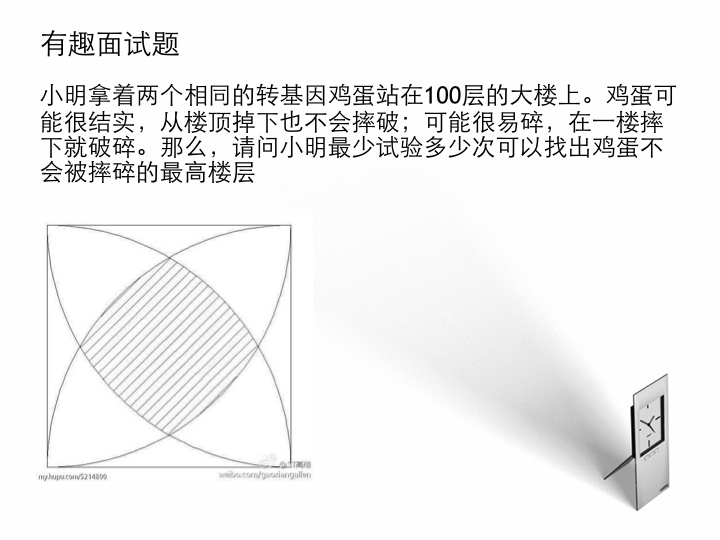 有趣面试题
小明拿着两个相同的转基因鸡蛋站在100层的大楼上。鸡蛋可
能很结实，从楼顶掉下也不会摔破；可能很易碎，在一楼摔
下就破碎。那么，请问小明最少试验多少次可以找出鸡蛋不
会被摔碎的最高楼层
my.hupu.com/5214800
weibo.com/gaoxiangallen